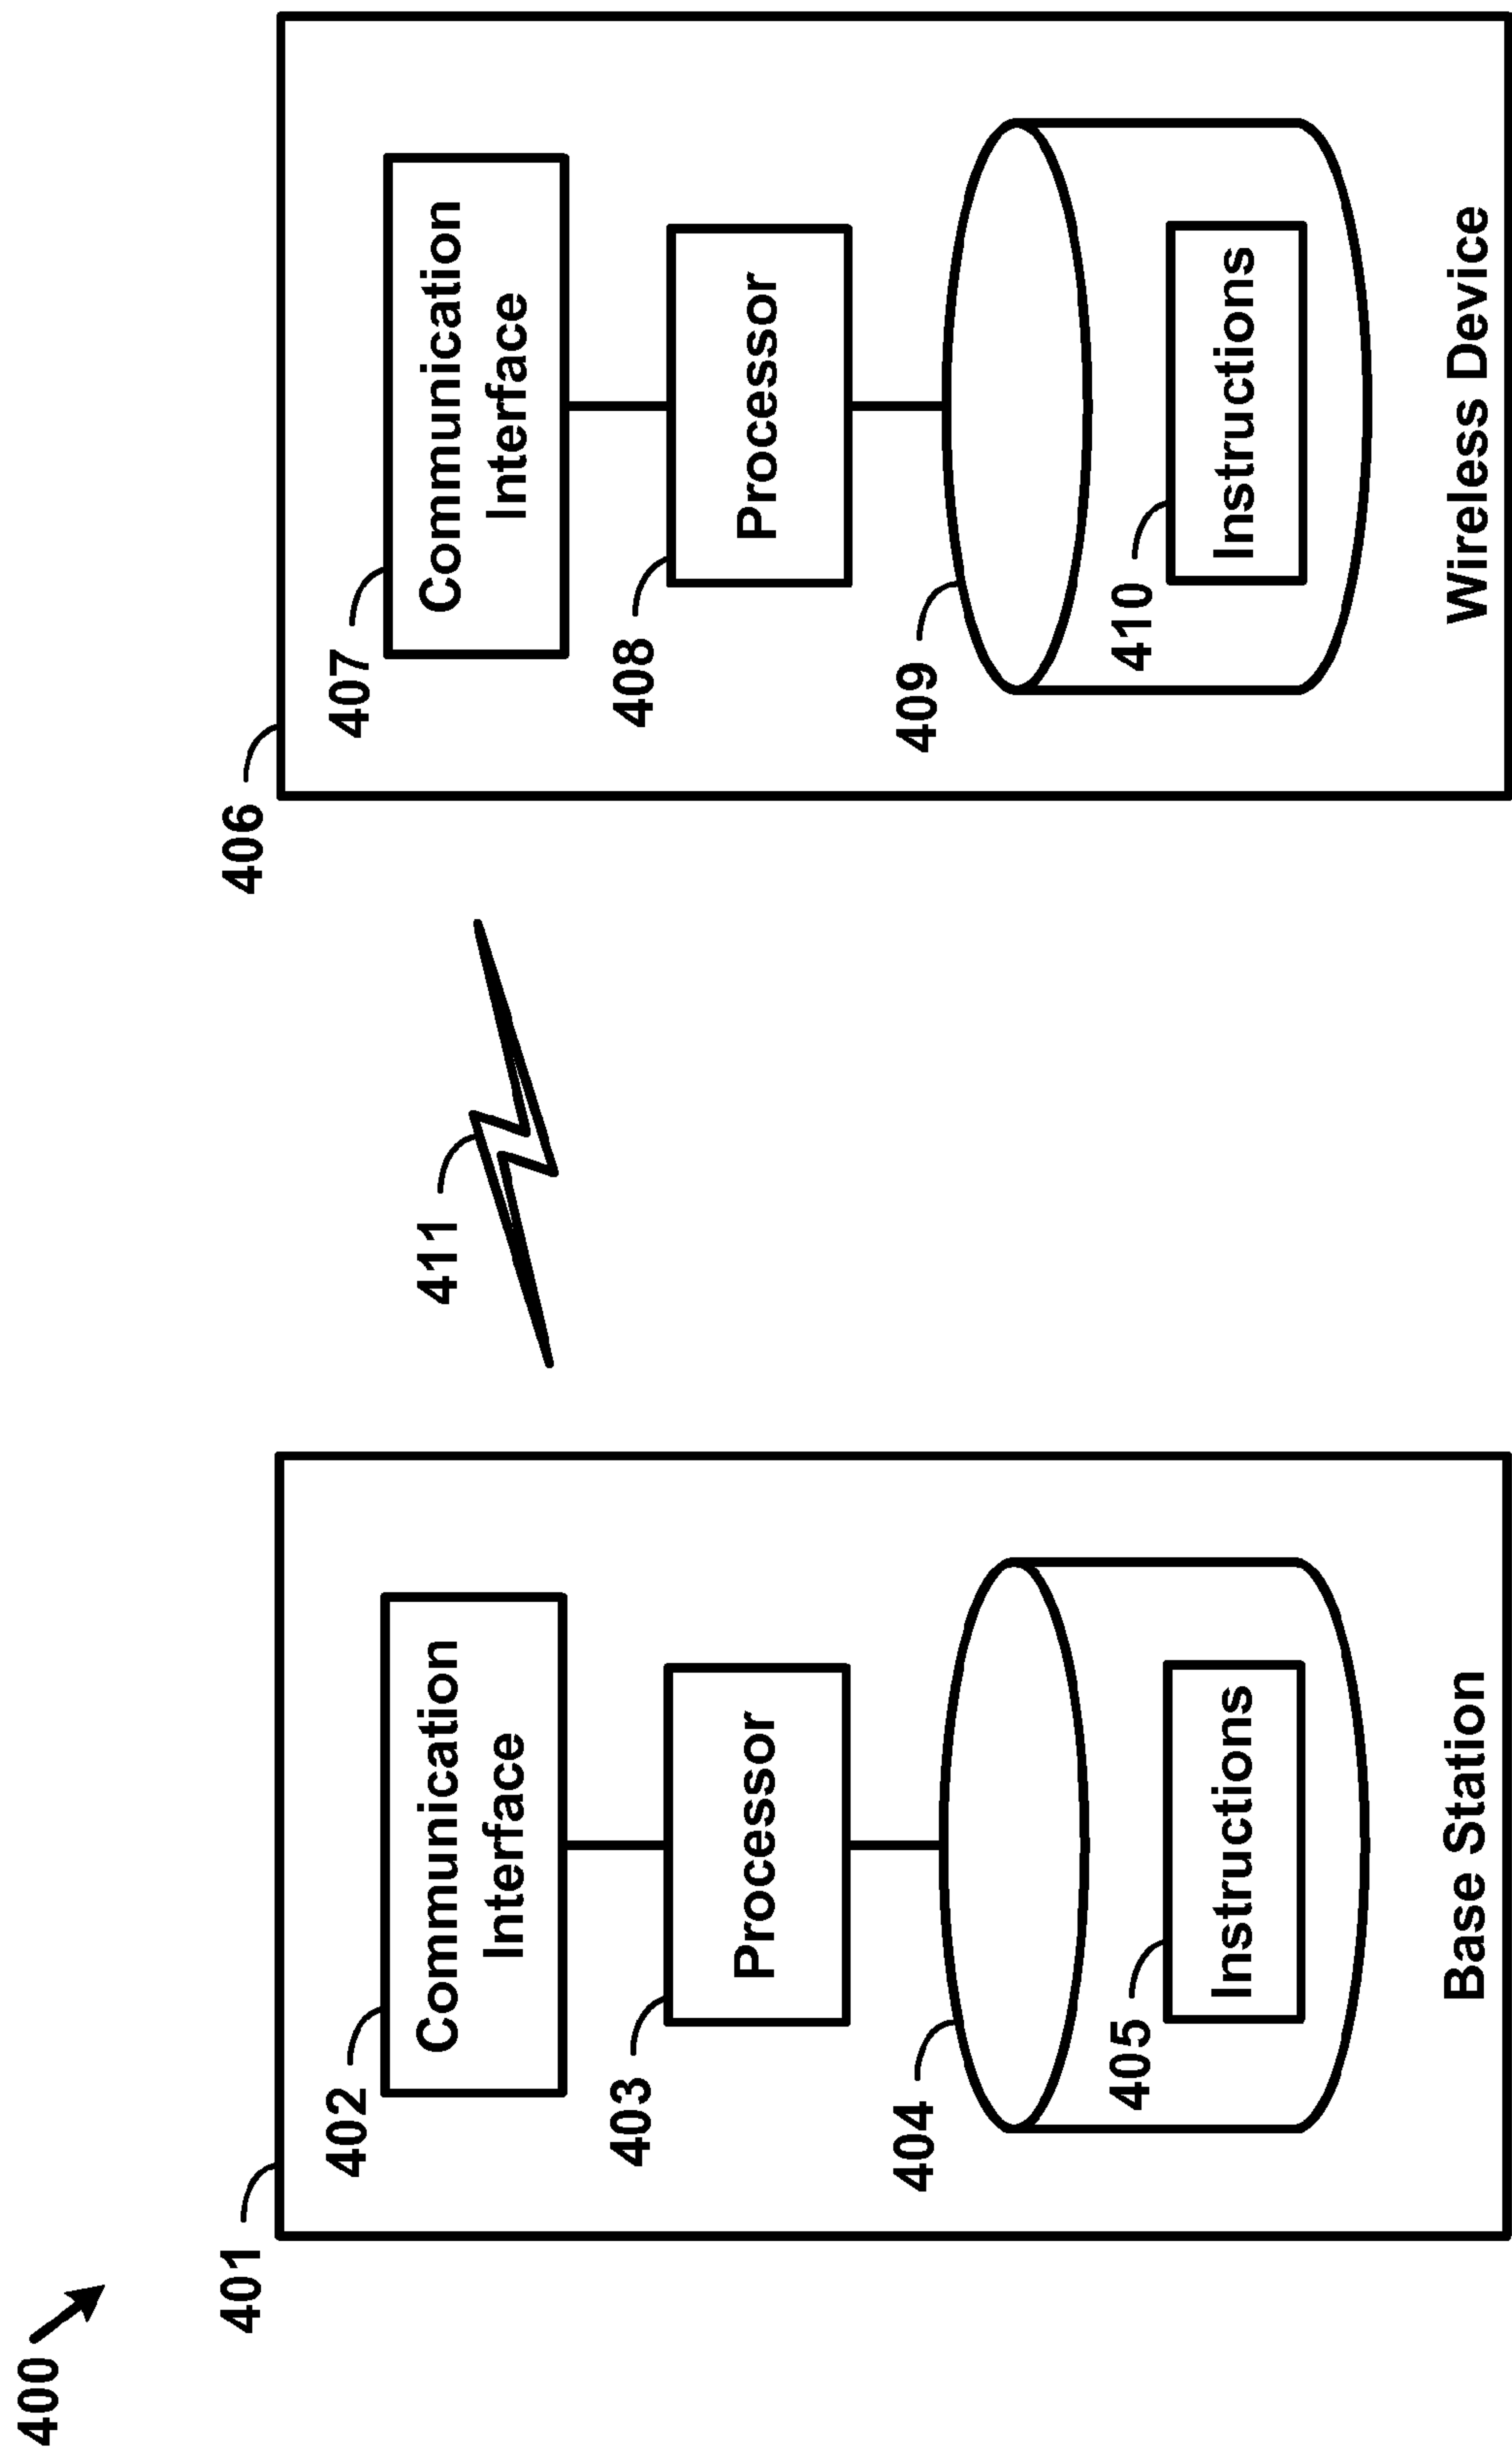 400
401
402
Communication
Interface
403
Processor
404
405
Instructions
Base Station
411
406
407
Communication
Interface
408
Processor
409
410
Instructions
Wireless Device